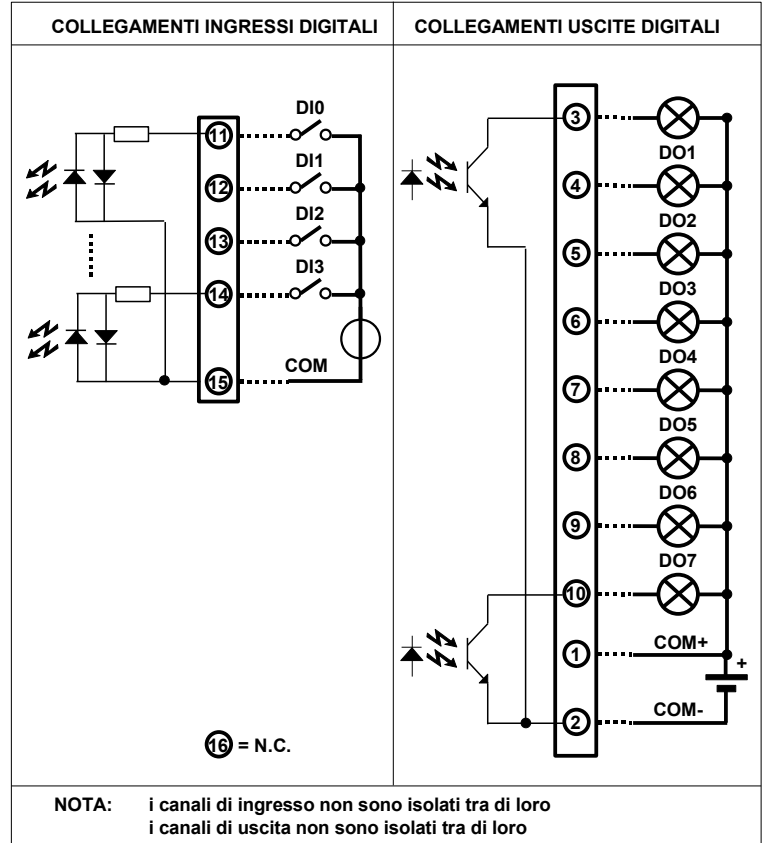 COLLEGAMENTI INGRESSI DIGITALI
11
DI0
12
DI1
13
DI2
14
DI3
15
COM
16 = N.C.
COLLEGAMENTI USCITE DIGITALI
3
DO1
4
DO2
5
DO3
6
DO4
7
DO5
8
DO6
9
DO7
10
1
COM+
+
2
COM-
NOTA: i canali di ingresso non sono isolati tra di loro
i canali di uscita non sono isolati tra di loro